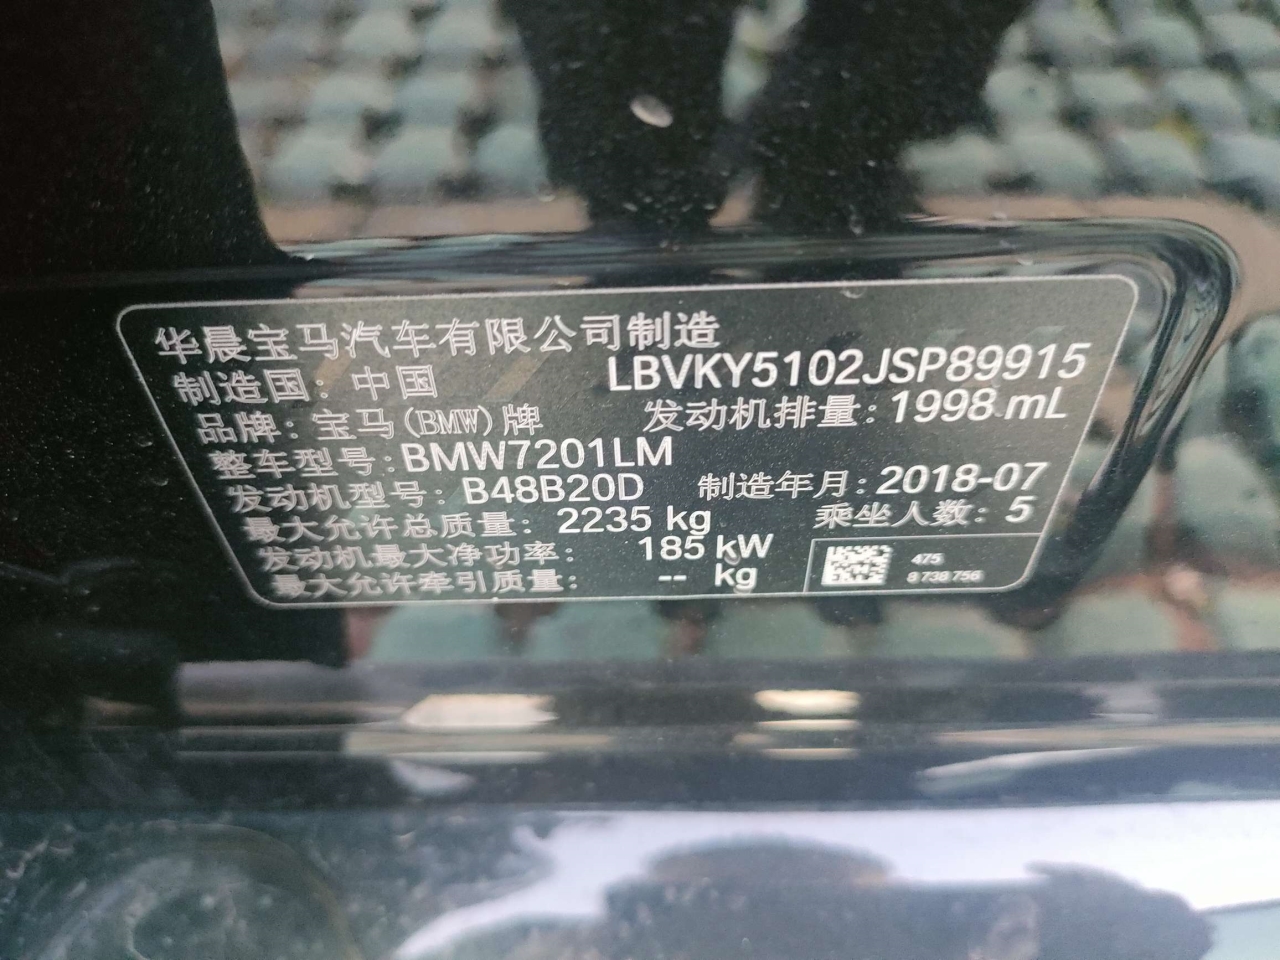 华晨宝马汽车有限公司制造
制造国：中国 LBVKY5102JSP89915
品牌：宝马(BMW)牌 发动机排量：1998 mL
整车型号：BMW7201LM
发动机型号：B48B20D 制造年月：2018-07
最大允许总质量：2235 kg 乘坐人数：5
发动机最大净功率：185 kW
最大允许牵引质量：-- kg
475
8 738 756